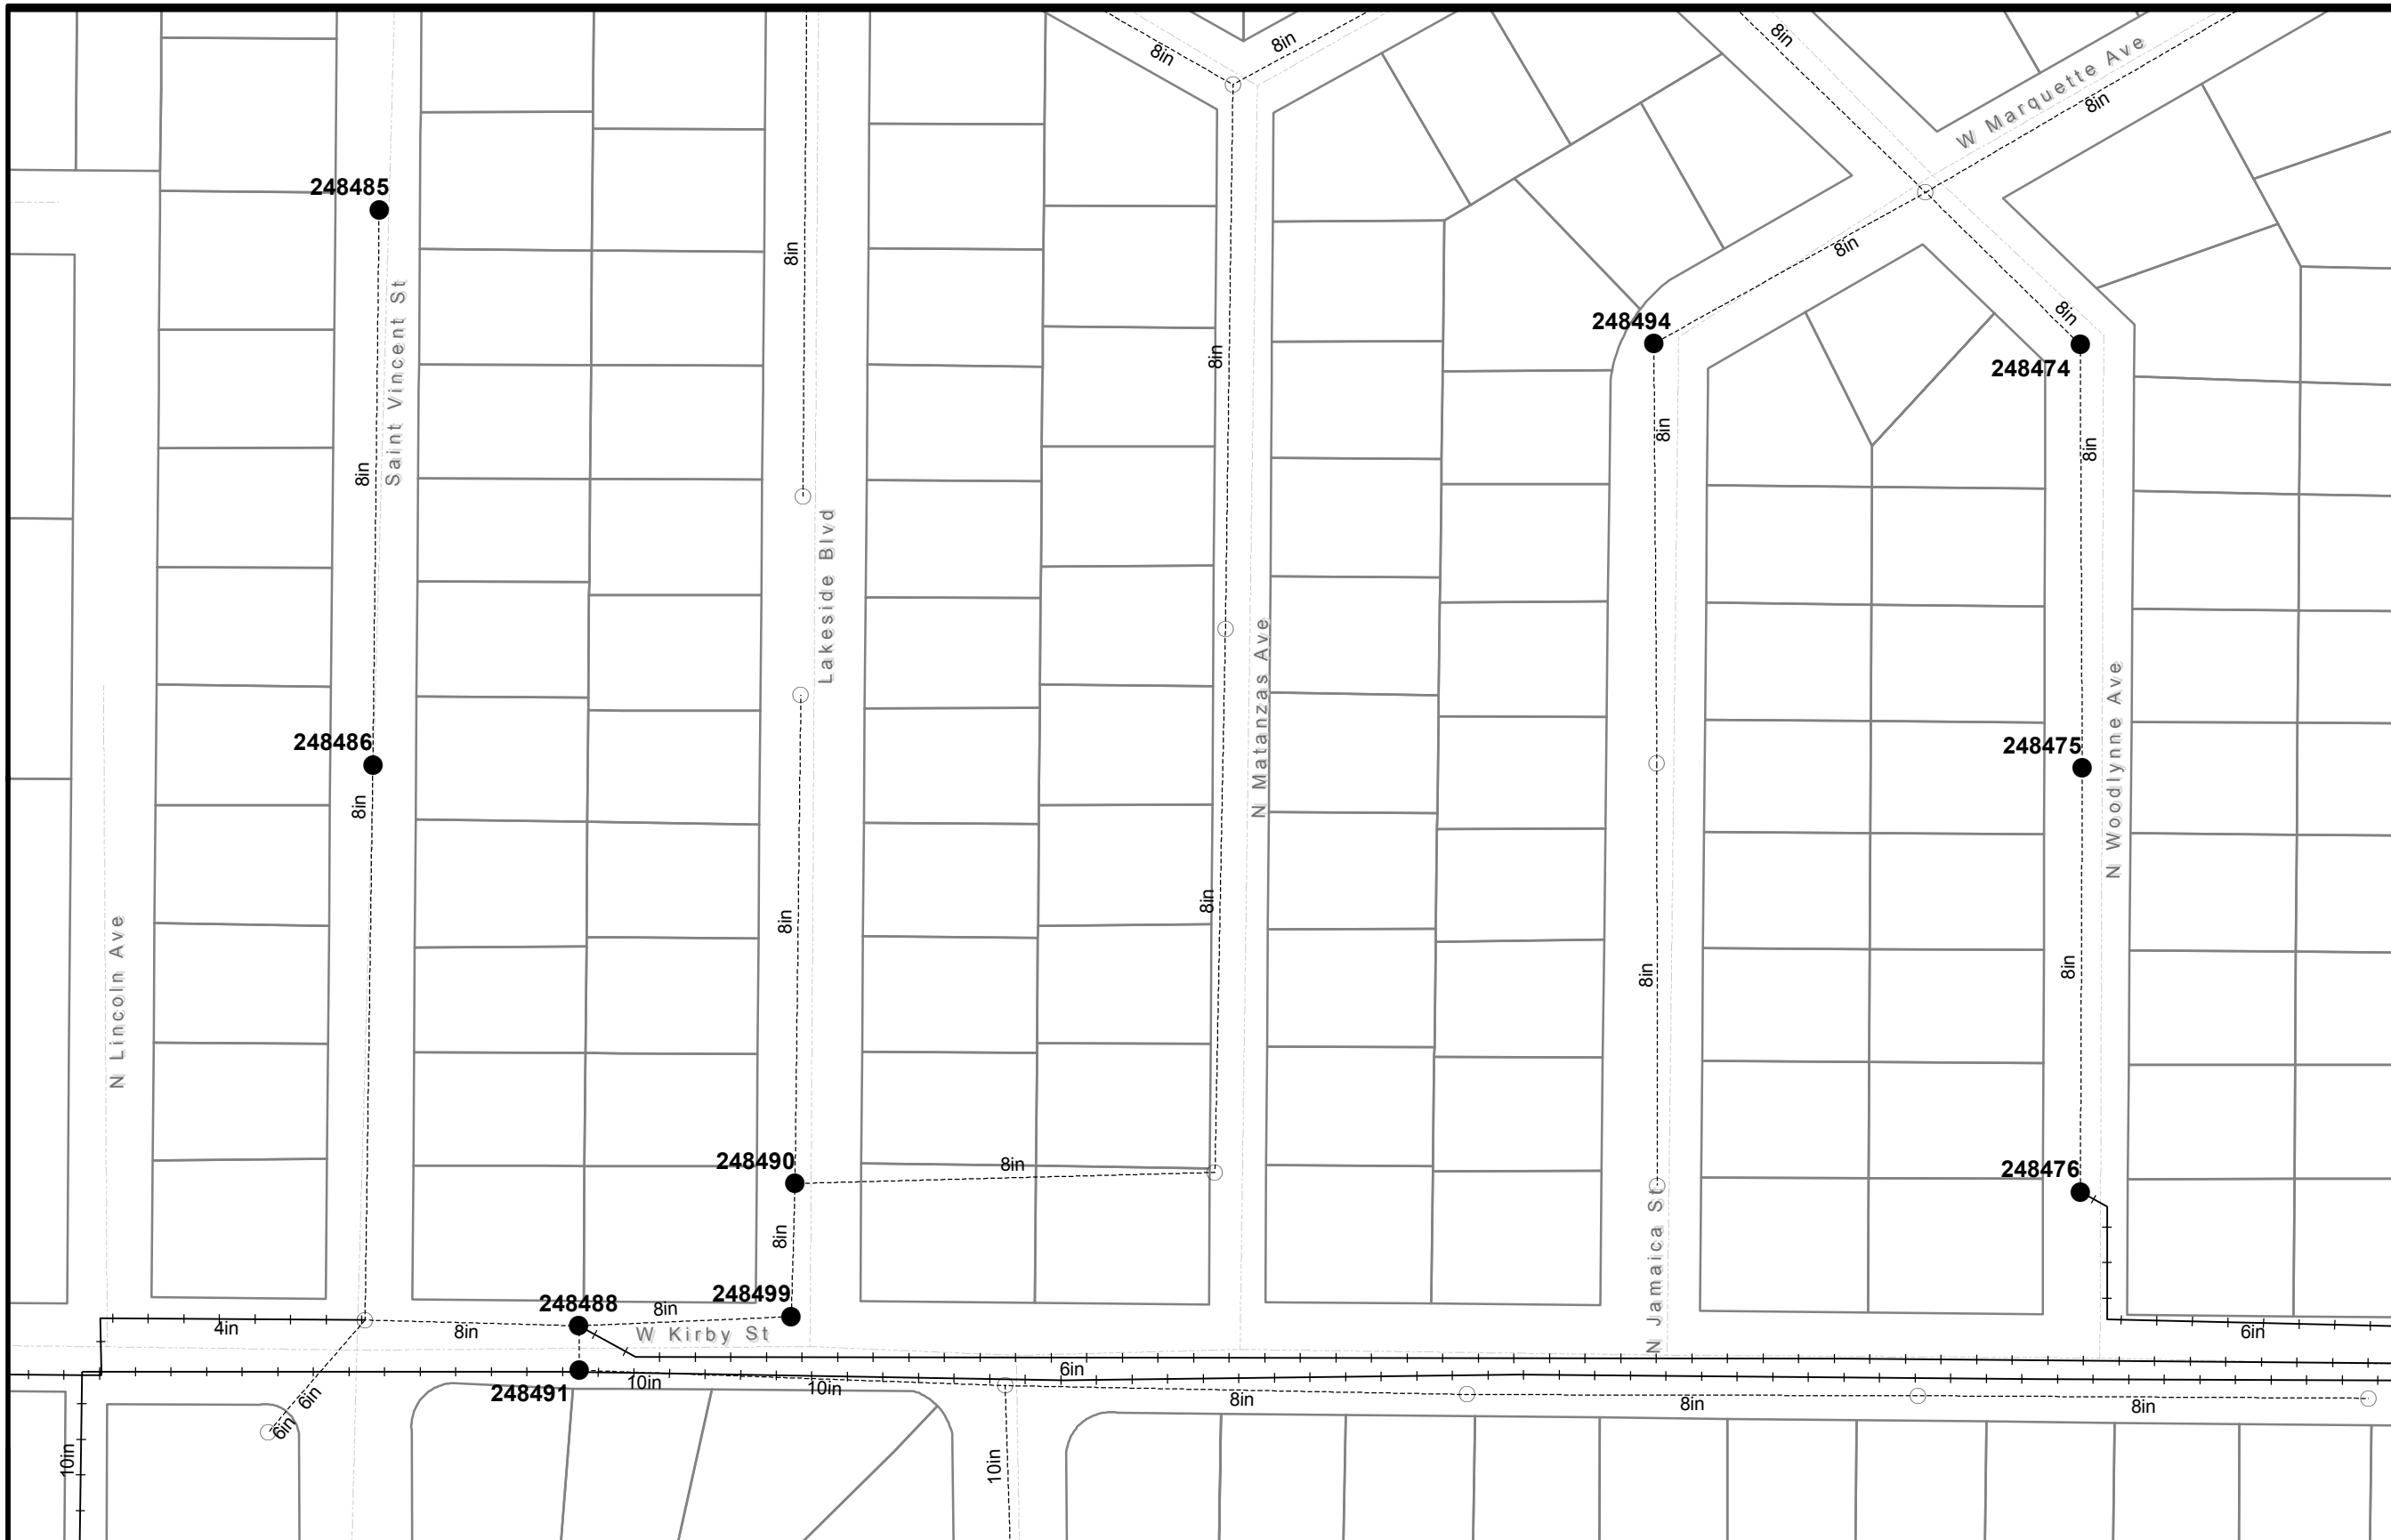 8in
8in
8in
W Marquette Ave
8in
248485
8in
8in
8in
248494
8in
Saint Vincent St
8in
248474
8in
8in
8in
Lakeside Blvd
N Matanzas Ave
248486
248475
N Woodlynne Ave
8in
8in
8in
N Lincoln Ave
8in
8in
248490
8in
248476
N Jamaica St
8in
248499
248488
8in
4in
8in
W Kirby St
6in
6in
10in
10in
248491
6in
6in
8in
8in
8in
10in
10in